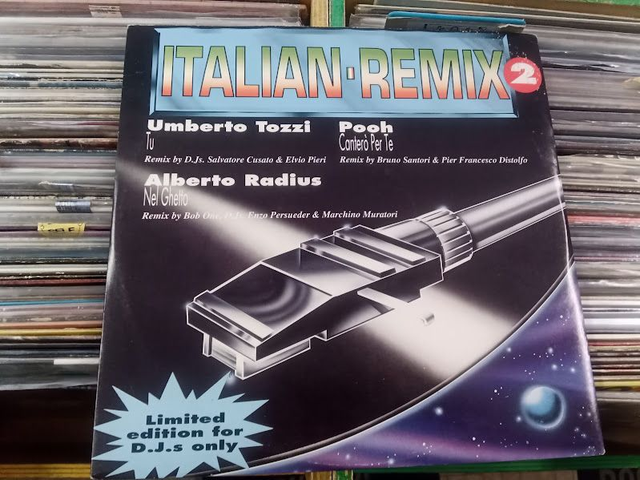 ITALIAN·REMIX 2
Umberto Tozzi
Tu
Remix by D.Js. Salvatore Cusato & Elvio Pieri
Pooh
Canterò Per Te
Remix by Bruno Santori & Pier Francesco Distolfo
Alberto Radius
Nel Ghetto
Remix by Bob One, D.Js. Enzo Persueder & Marchino Muratori
Limited
edition for
D.J.s only